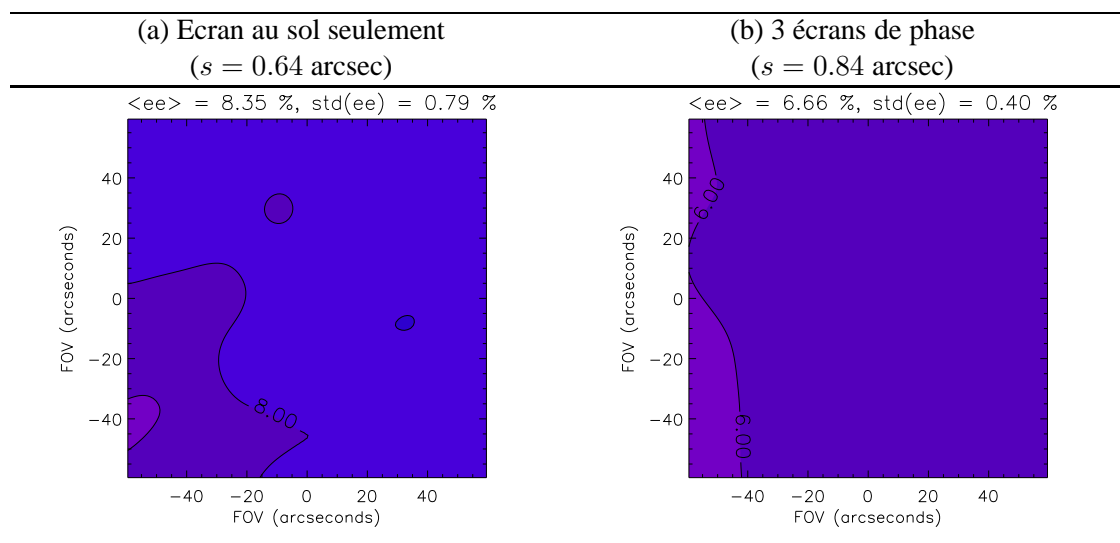 (a) Ecran au sol seulement
(s = 0.64 arcsec)
(b) 3 écrans de phase
(s = 0.84 arcsec)
<ee> = 8.35 %, std(ee) = 0.79 %
40
20
0
−20
−40
FOV (arcseconds)
8.00
−40 −20 0 20 40
FOV (arcseconds)
<ee> = 6.66 %, std(ee) = 0.40 %
40
20
0
−20
−40
FOV (arcseconds)
6.00
6.00
−40 −20 0 20 40
FOV (arcseconds)